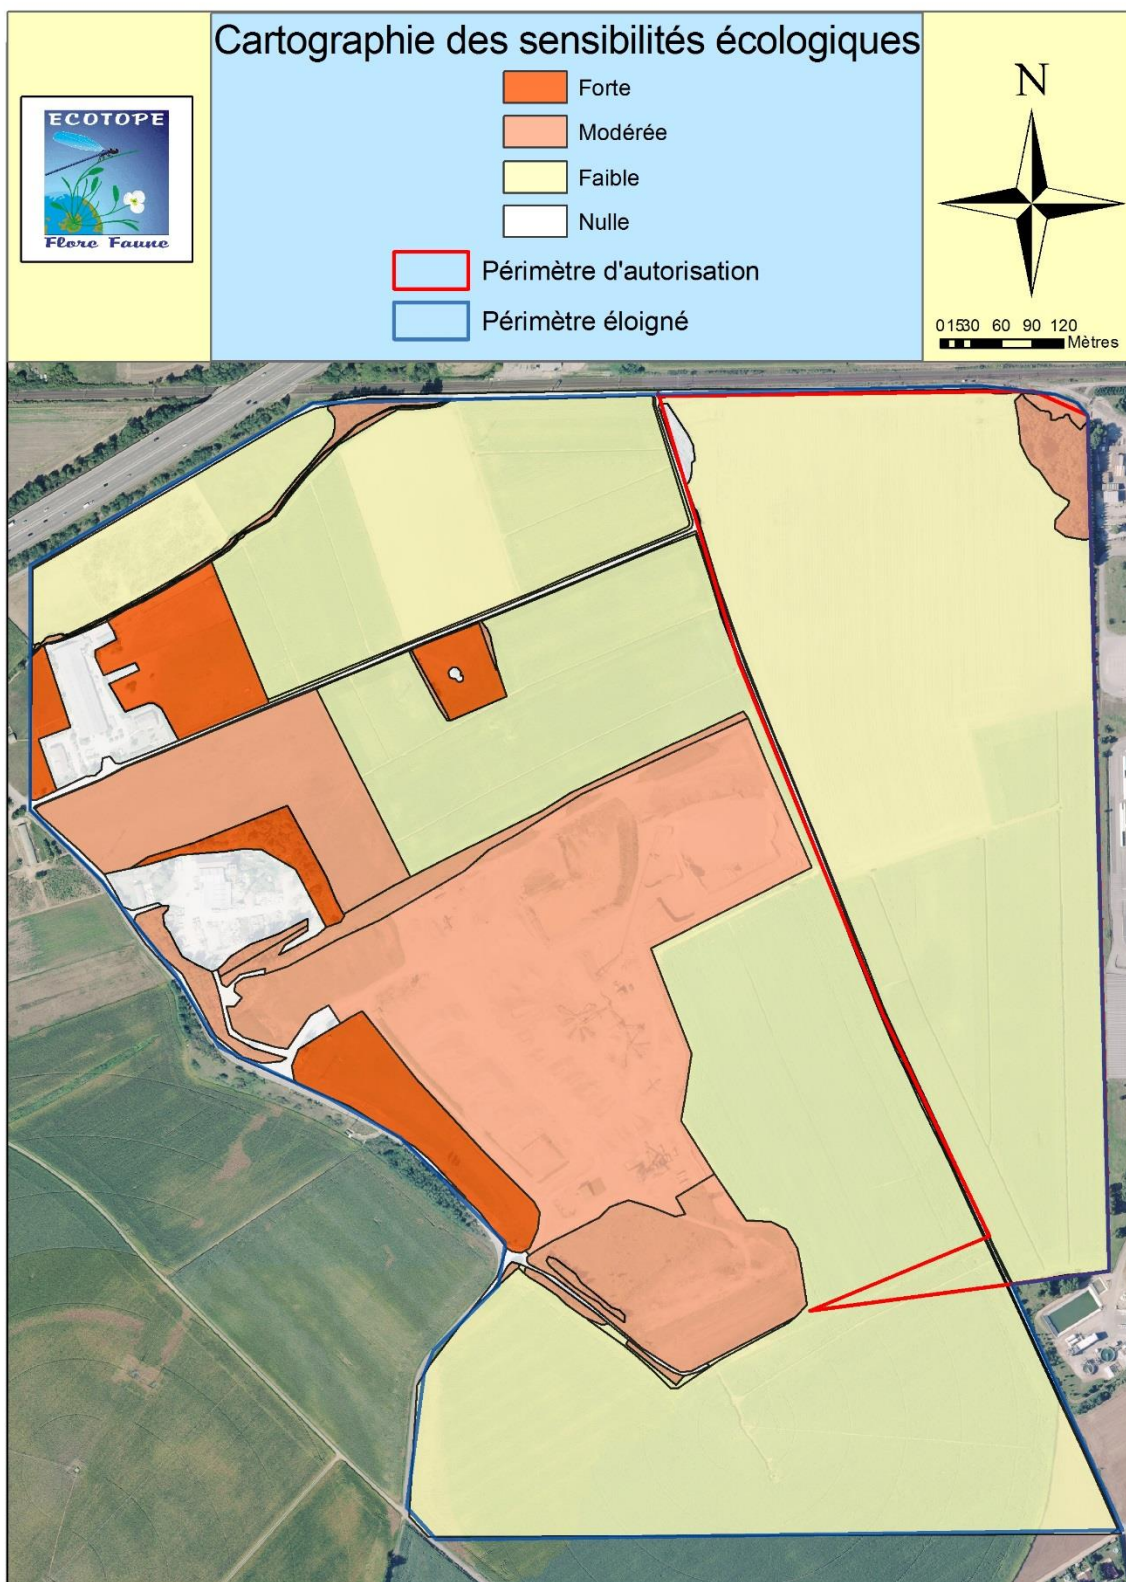 Cartographie des sensibilités écologiques
ECOTOPE
Flore Faune
Forte
Modérée
Faible
Nulle
Périmètre d'autorisation
Périmètre éloigné
N
0 15 30 60 90 120
Mètres